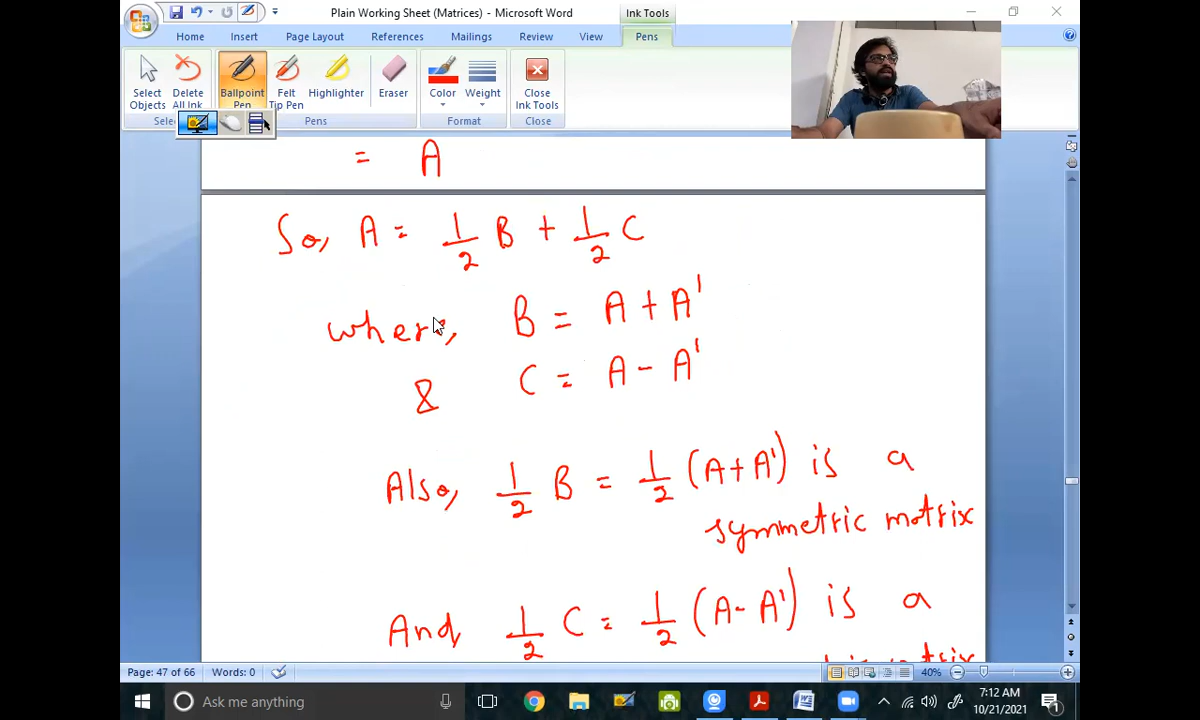 Plain Working Sheet (Matrices) - Microsoft Word
Ink Tools
Home Insert Page Layout References Mailings Review View Pens
Select Objects
Delete All Ink
Ballpoint Pen
Felt Tip Pen
Highlighter
Eraser
Color
Weight
Close Ink Tools
Pens Format Close
= A
So, A = 1/2 B + 1/2 C
where, B = A + A'
& C = A - A'
Also, 1/2 B = 1/2 (A+A') is a
symmetric matrix
And 1/2 C = 1/2 (A-A') is a
Page: 47 of 66 Words: 0 40%
Ask me anything
7:12 AM
10/21/2021